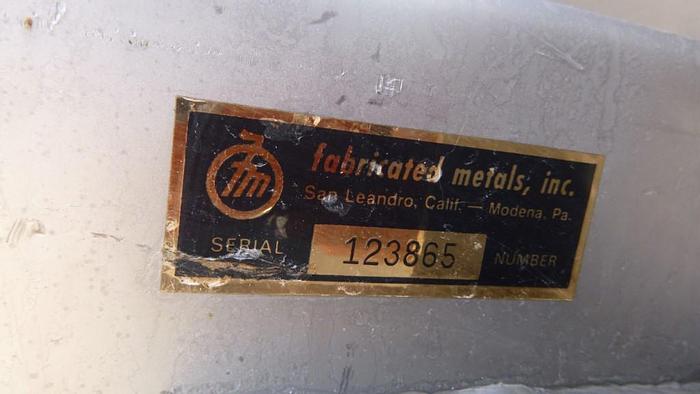 fm
fabricated metals, inc.
San Leandro, Calif. — Modena, Pa.
SERIAL 123865 NUMBER